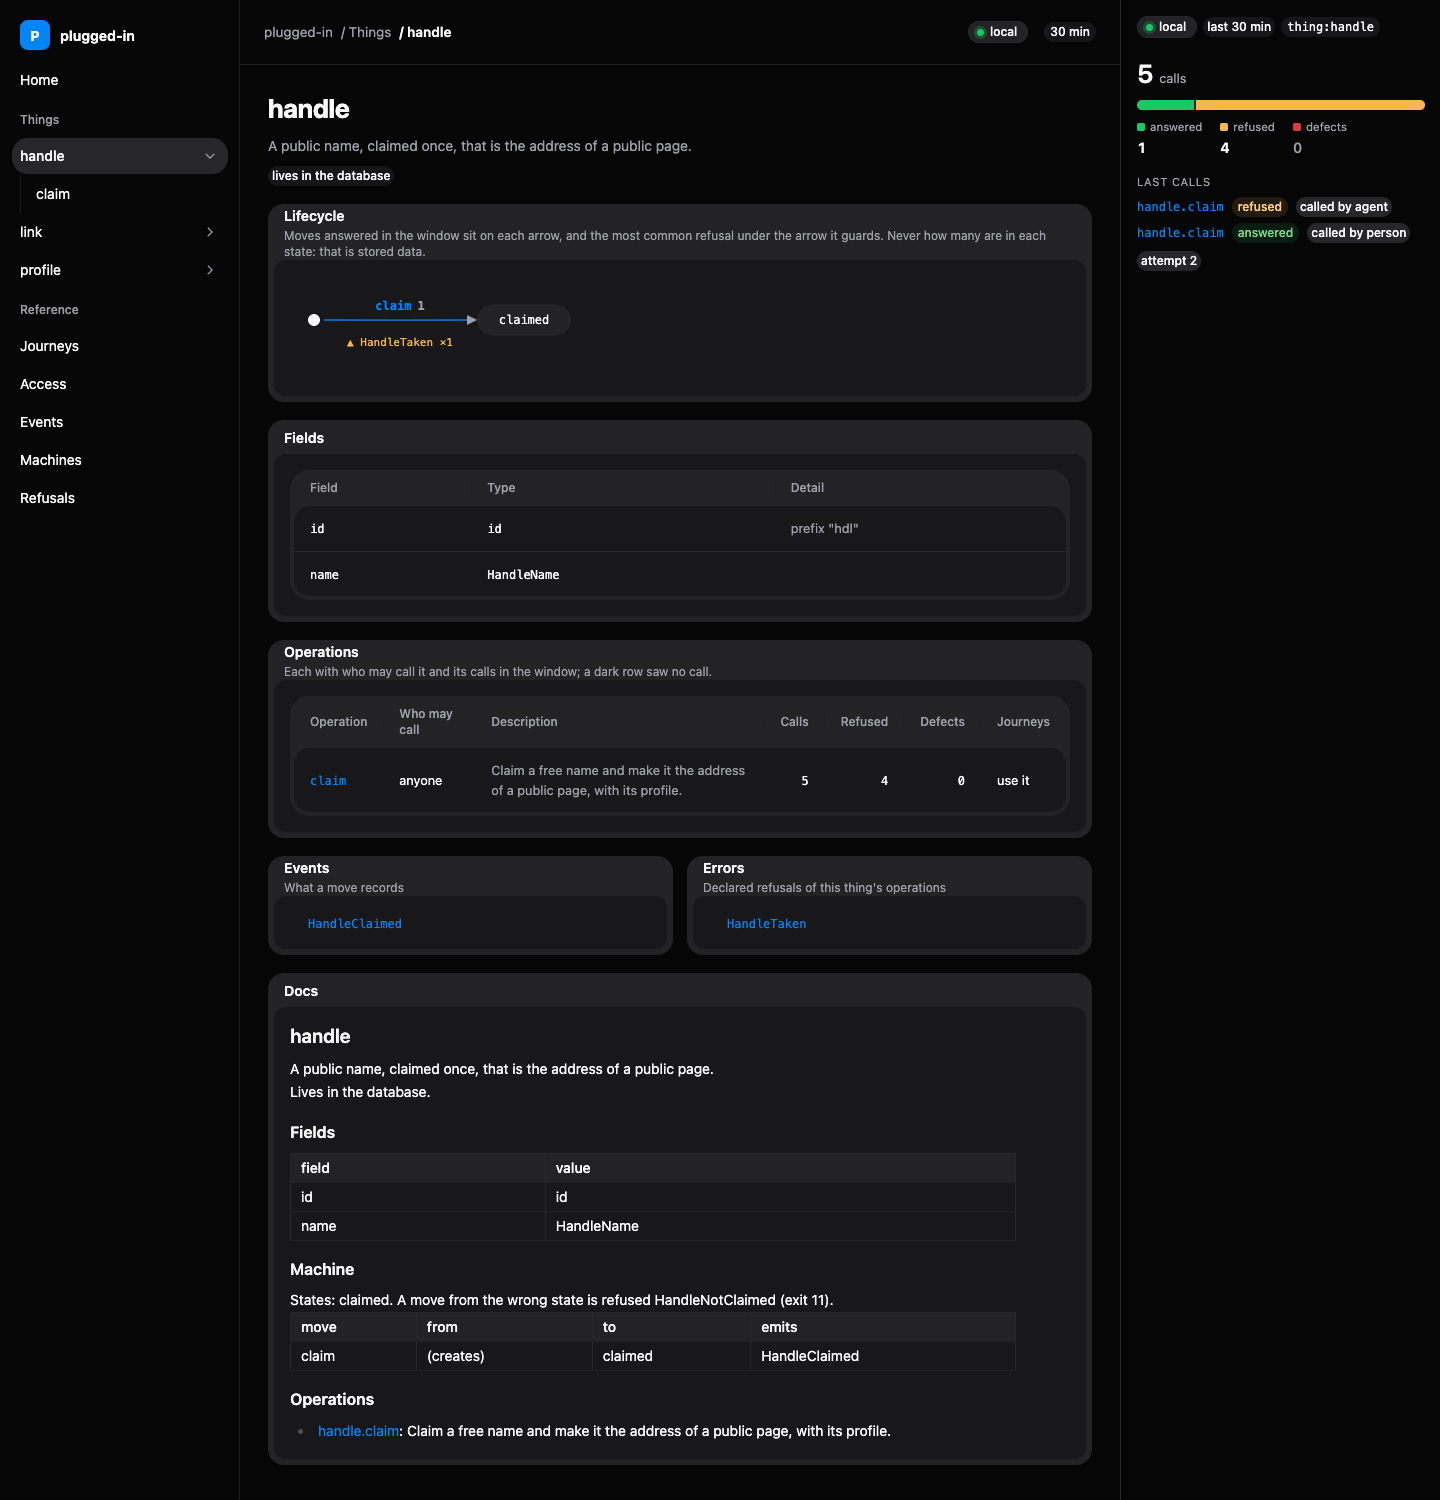 P plugged-in
Home
Things
handle
claim
link
profile
Reference
Journeys
Access
Events
Machines
Refusals
plugged-in / Things / handle
local
30 min
handle
A public name, claimed once, that is the address of a public page.
lives in the database
Lifecycle
Moves answered in the window sit on each arrow, and the most common refusal under the arrow it guards. Never how many are in each
state: that is stored data.
claim 1
claimed
▲ HandleTaken ×1
Fields
Field Type Detail
id id prefix "hdl"
name HandleName
Operations
Each with who may call it and its calls in the window; a dark row saw no call.
Operation Who may call Description Calls Refused Defects Journeys
claim anyone Claim a free name and make it the address 5 4 0 use it
of a public page, with its profile.
Events
What a move records
HandleClaimed
Errors
Declared refusals of this thing's operations
HandleTaken
Docs
handle
A public name, claimed once, that is the address of a public page.
Lives in the database.
Fields
field value
id id
name HandleName
Machine
States: claimed. A move from the wrong state is refused HandleNotClaimed (exit 11).
move from to emits
claim (creates) claimed HandleClaimed
Operations
• handle.claim: Claim a free name and make it the address of a public page, with its profile.
local last 30 min thing:handle
5 calls
answered refused defects
1 4 0
LAST CALLS
handle.claim refused called by agent
handle.claim answered called by person
attempt 2